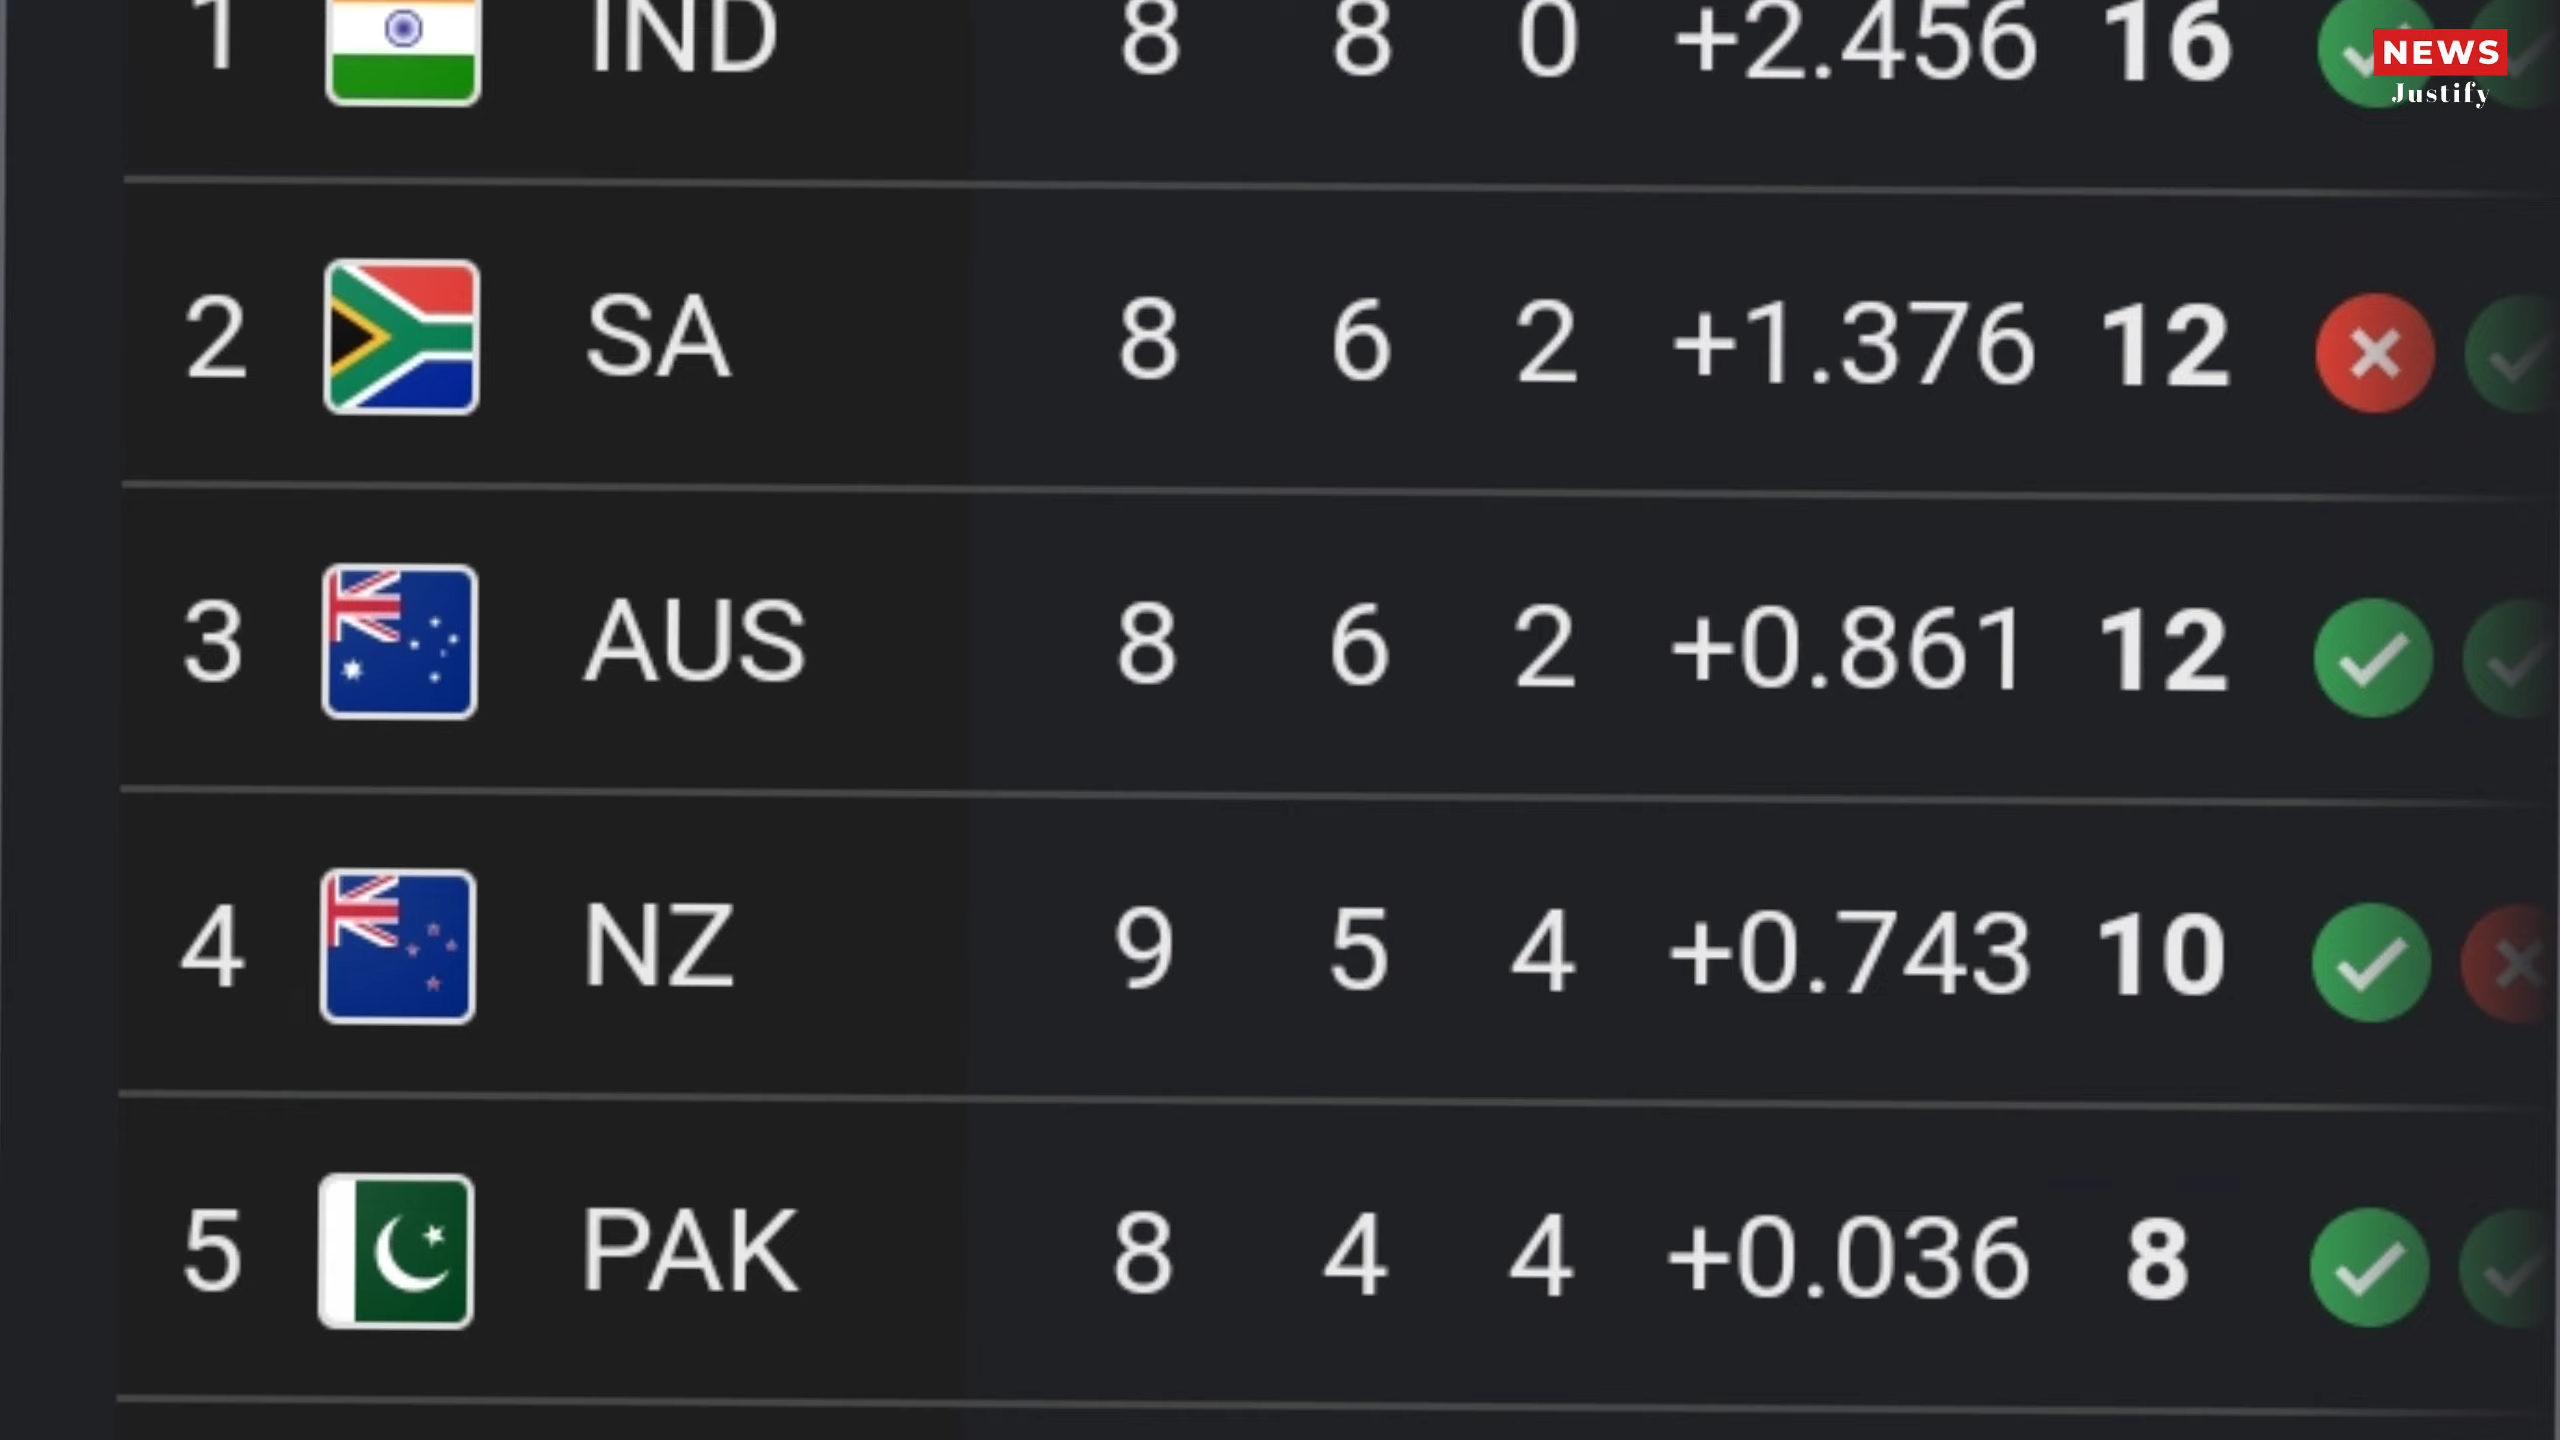 1 IND 8 8 0 +2.456 16
NEWS
Justify
2 SA 8 6 2 +1.376 12
3 AUS 8 6 2 +0.861 12
4 NZ 9 5 4 +0.743 10
5 PAK 8 4 4 +0.036 8